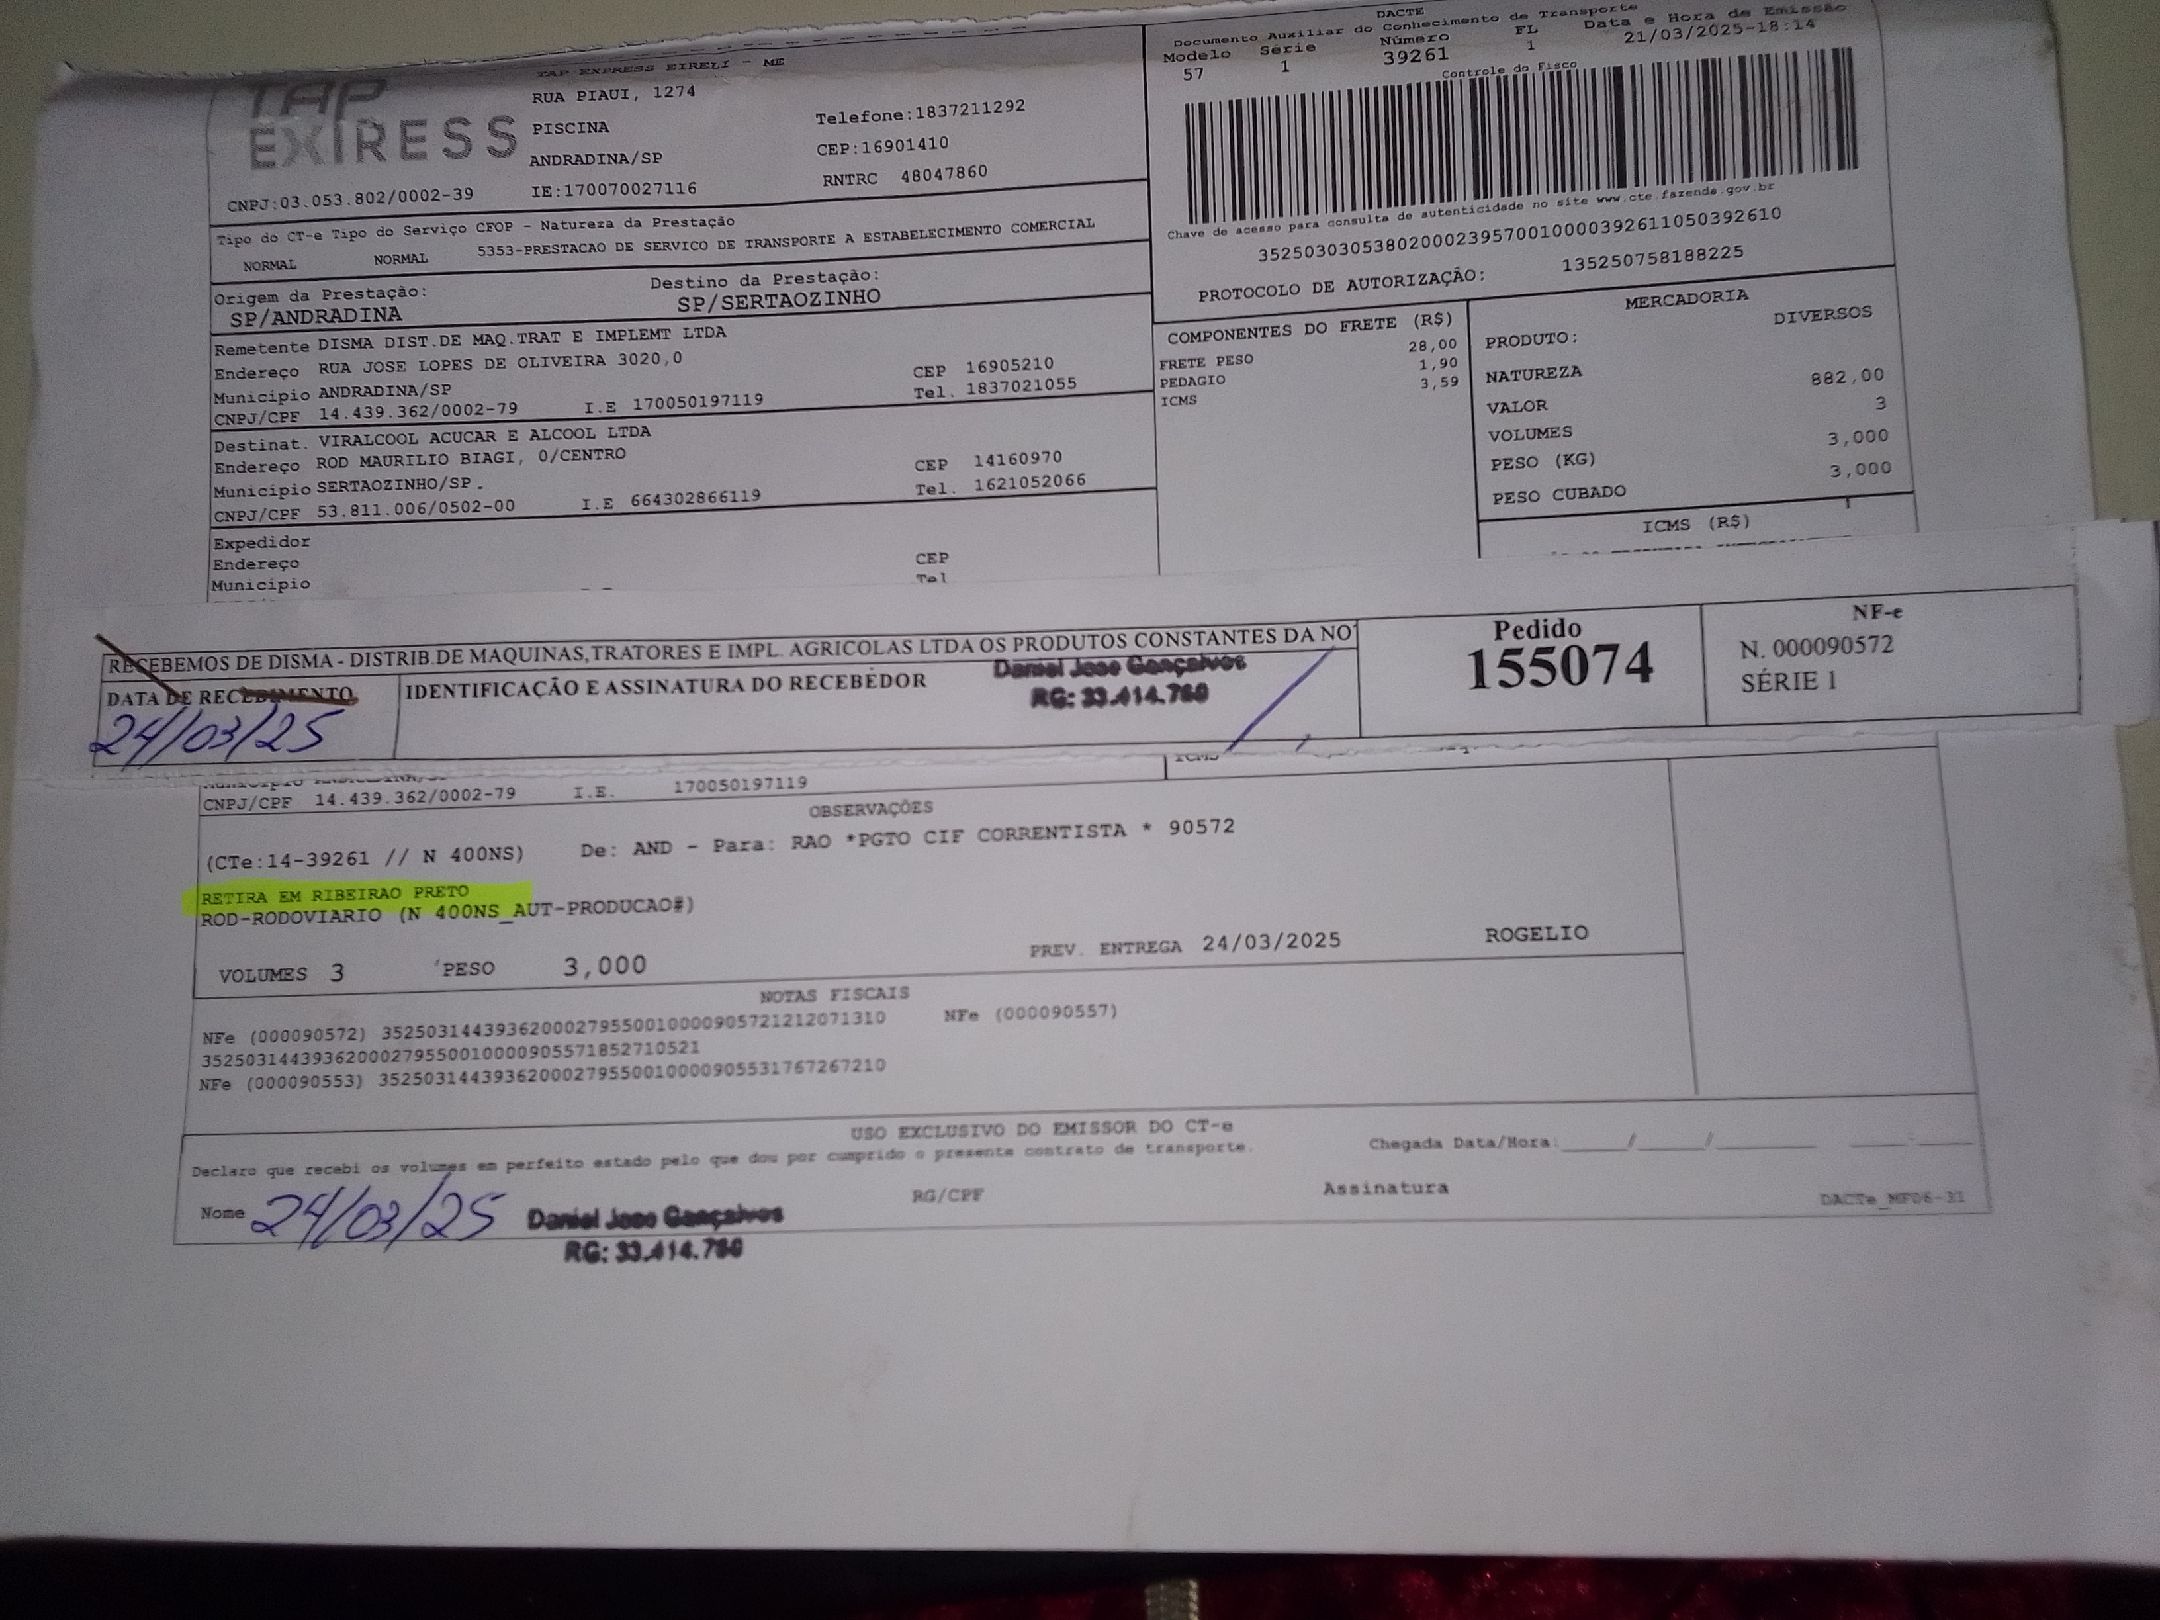 DACTE
Documento Auxiliar do Conhecimento de Transporte
Modelo Série Número FL Data e Hora de Emissão
57 1 39261 1 21/03/2025-18:14
Controle do Fisco
TAP EXPRESS EIRELI - ME
TAP EXPRESS
RUA PIAUI, 1274
PISCINA Telefone:1837211292
ANDRADINA/SP CEP:16901410
CNPJ:03.053.802/0002-39 IE:170070027116 RNTRC 48047860
Chave de acesso para consulta de autenticidade no site www.cte.fazenda.gov.br
35250303053802000239570010000392611050392610
PROTOCOLO DE AUTORIZAÇÃO: 135250758188225
Tipo do CT-e Tipo do Serviço CFOP - Natureza da Prestação
NORMAL NORMAL 5353-PRESTACAO DE SERVICO DE TRANSPORTE A ESTABELECIMENTO COMERCIAL
Origem da Prestação: Destino da Prestação:
SP/ANDRADINA SP/SERTAOZINHO
Remetente DISMA DIST.DE MAQ.TRAT E IMPLEMT LTDA
Endereço RUA JOSE LOPES DE OLIVEIRA 3020,0 CEP 16905210
Municipio ANDRADINA/SP Tel. 1837021055
CNPJ/CPF 14.439.362/0002-79 I.E 170050197119
Destinat. VIRALCOOL ACUCAR E ALCOOL LTDA
Endereço ROD MAURILIO BIAGI, 0/CENTRO CEP 14160970
Municipio SERTAOZINHO/SP. Tel. 1621052066
CNPJ/CPF 53.811.006/0502-00 I.E 664302866119
Expedidor
Endereço CEP
Municipio Tel
COMPONENTES DO FRETE (R$)
FRETE PESO 28,00
PEDAGIO 1,90
ICMS 3,59
MERCADORIA
PRODUTO: DIVERSOS
NATUREZA
VALOR 882,00
VOLUMES 3
PESO (KG) 3,000
PESO CUBADO 3,000
ICMS (R$)
RECEBEMOS DE DISMA - DISTRIB.DE MAQUINAS,TRATORES E IMPL. AGRICOLAS LTDA OS PRODUTOS CONSTANTES DA NO
DATA DE RECEBIMENTO IDENTIFICAÇÃO E ASSINATURA DO RECEBEDOR
24/03/25
Daniel Jose Gonçalves
RG: 33.414.760
Pedido
155074
NF-e
N. 000090572
SÉRIE 1
CNPJ/CPF 14.439.362/0002-79 I.E. 170050197119
OBSERVAÇÕES
(CTe:14-39261 // N 400NS) De: AND - Para: RAO *PGTO CIF CORRENTISTA * 90572
RETIRA EM RIBEIRAO PRETO
ROD-RODOVIARIO (N 400NS_AUT-PRODUCAO#)
VOLUMES 3 PESO 3,000 PREV. ENTREGA 24/03/2025 ROGELIO
NOTAS FISCAIS
NFe (000090572) 35250314439362000279550010000905721212071310 NFe (000090557)
35250314439362000279550010000905571852710521
NFe (000090553) 35250314439362000279550010000905531767267210
USO EXCLUSIVO DO EMISSOR DO CT-e
Declaro que recebi os volumes em perfeito estado pelo que dou por cumprido o presente contrato de transporte. Chegada Data/Hora:_____/_____/_______ ____:____
Nome 24/03/25 RG/CPF Assinatura
Daniel Jose Gonçalves
RG: 33.414.760
DACTe_MF06-31